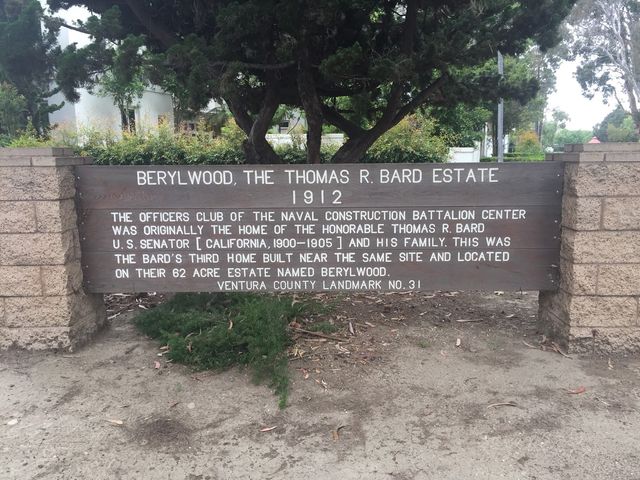 BERYLWOOD, THE THOMAS R. BARD ESTATE
1912
THE OFFICERS CLUB OF THE NAVAL CONSTRUCTION BATTALION CENTER
WAS ORIGINALLY THE HOME OF THE HONORABLE THOMAS R. BARD
U.S. SENATOR [ CALIFORNIA, 1900-1905 ] AND HIS FAMILY. THIS WAS
THE BARD'S THIRD HOME BUILT NEAR THE SAME SITE AND LOCATED
ON THEIR 62 ACRE ESTATE NAMED BERYLWOOD.
VENTURA COUNTY LANDMARK NO. 31